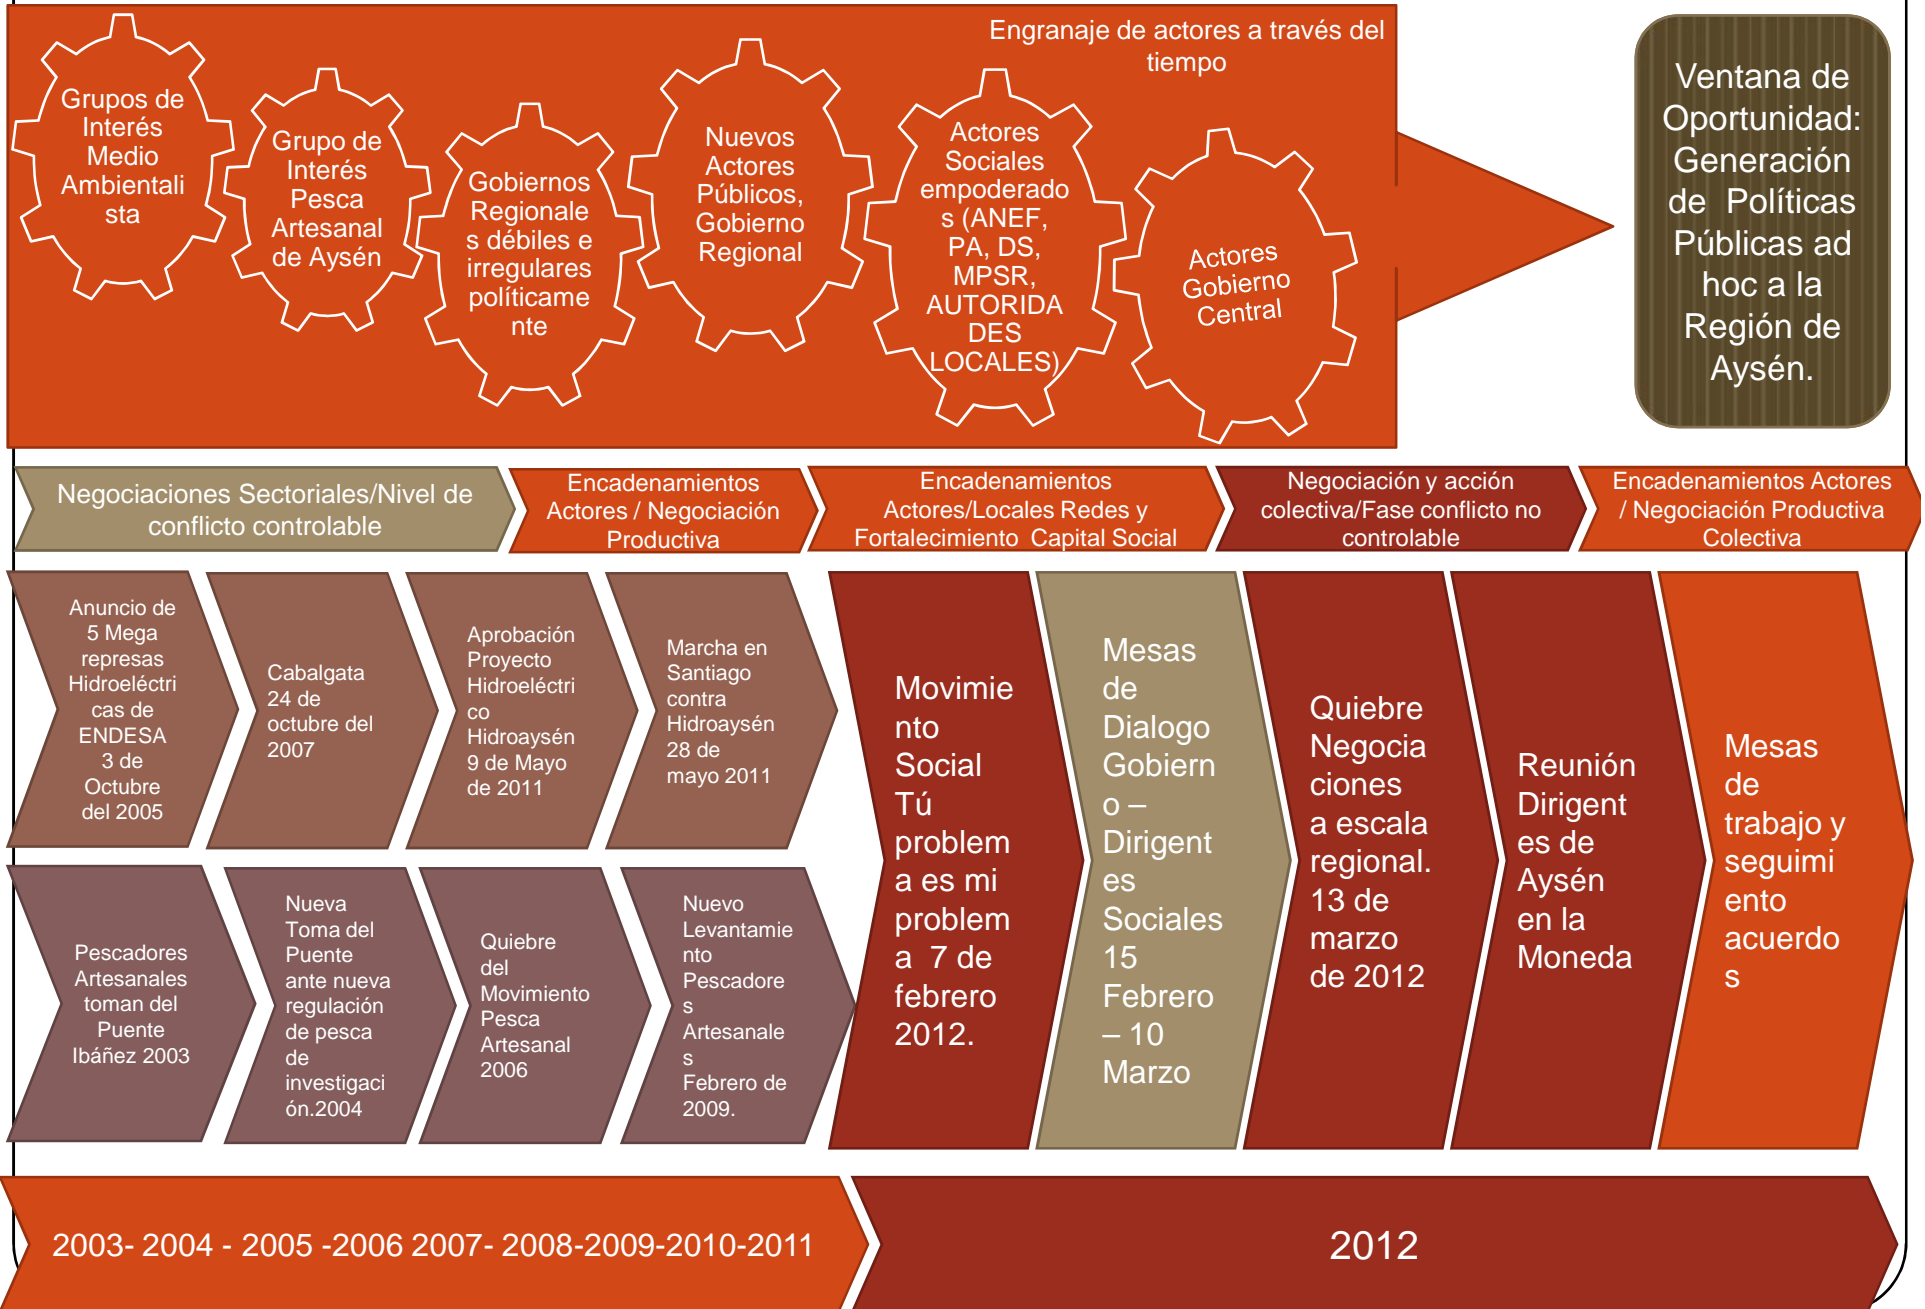 Engranaje de actores a través del
tiempo
Grupos de
Interés
Medio
Ambientali
sta
Grupo de
Interés
Pesca
Artesanal
de Aysén
Gobiernos
Regionale
s débiles e
irregulares
políticame
nte
Nuevos
Actores
Públicos,
Gobierno
Regional
Actores
Sociales
empoderado
s (ANEF,
PA, DS,
MPSR,
AUTORIDA
DES
LOCALES)
Actores
Gobierno
Central
Ventana de
Oportunidad:
Generación
de Políticas
Públicas ad
hoc a la
Región de
Aysén.
Negociaciones Sectoriales/Nivel de
conflicto controlable
Encadenamientos
Actores / Negociación
Productiva
Encadenamientos
Actores/Locales Redes y
Fortalecimiento Capital Social
Negociación y acción
colectiva/Fase conflicto no
controlable
Encadenamientos Actores
/ Negociación Productiva
Colectiva
Anuncio de
5 Mega
represas
Hidroeléctri
cas de
ENDESA
3 de
Octubre
del 2005
Cabalgata
24 de
octubre del
2007
Aprobación
Proyecto
Hidroeléctri
co
Hidroaysén
9 de Mayo
de 2011
Marcha en
Santiago
contra
Hidroaysén
28 de
mayo 2011
Pescadores
Artesanales
toman del
Puente
Ibáñez 2003
Nueva
Toma del
Puente
ante nueva
regulación
de pesca
de
investigaci
ón.2004
Quiebre
del
Movimiento
Pesca
Artesanal
2006
Nuevo
Levantamie
nto
Pescadore
s
Artesanale
s
Febrero de
2009.
Movimie
nto
Social
Tú
problem
a es mi
problem
a 7 de
febrero
2012.
Mesas
de
Dialogo
Gobiern
o –
Dirigent
es
Sociales
15
Febrero
– 10
Marzo
Quiebre
Negocia
ciones
a escala
regional.
13 de
marzo
de 2012
Reunión
Dirigent
es de
Aysén
en la
Moneda
Mesas
de
trabajo y
seguimi
ento
acuerdo
s
2003- 2004 - 2005 -2006 2007- 2008-2009-2010-2011
2012